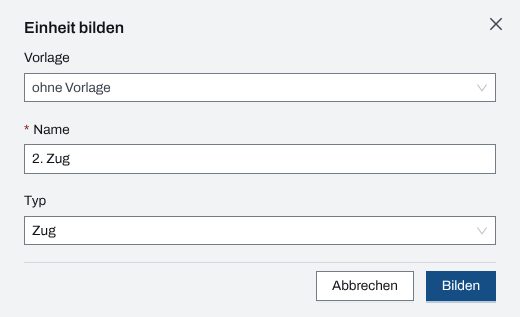 Einheit bilden
Vorlage
ohne Vorlage
* Name
2. Zug
Typ
Zug
Abbrechen Bilden